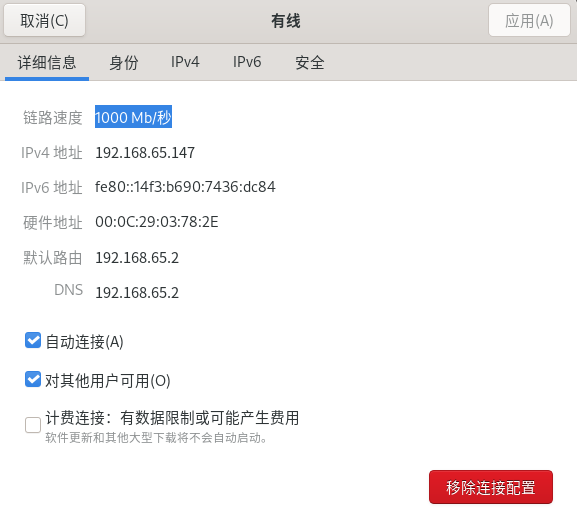 取消(C)
有线
应用(A)
详细信息
身份
IPv4
IPv6
安全
链路速度 1000 Mb/秒
IPv4 地址 192.168.65.147
IPv6 地址 fe80::14f3:b690:7436:dc84
硬件地址 00:0C:29:03:78:2E
默认路由 192.168.65.2
DNS 192.168.65.2
自动连接(A)
对其他用户可用(O)
计费连接：有数据限制或可能产生费用
软件更新和其他大型下载将不会自动启动。
移除连接配置